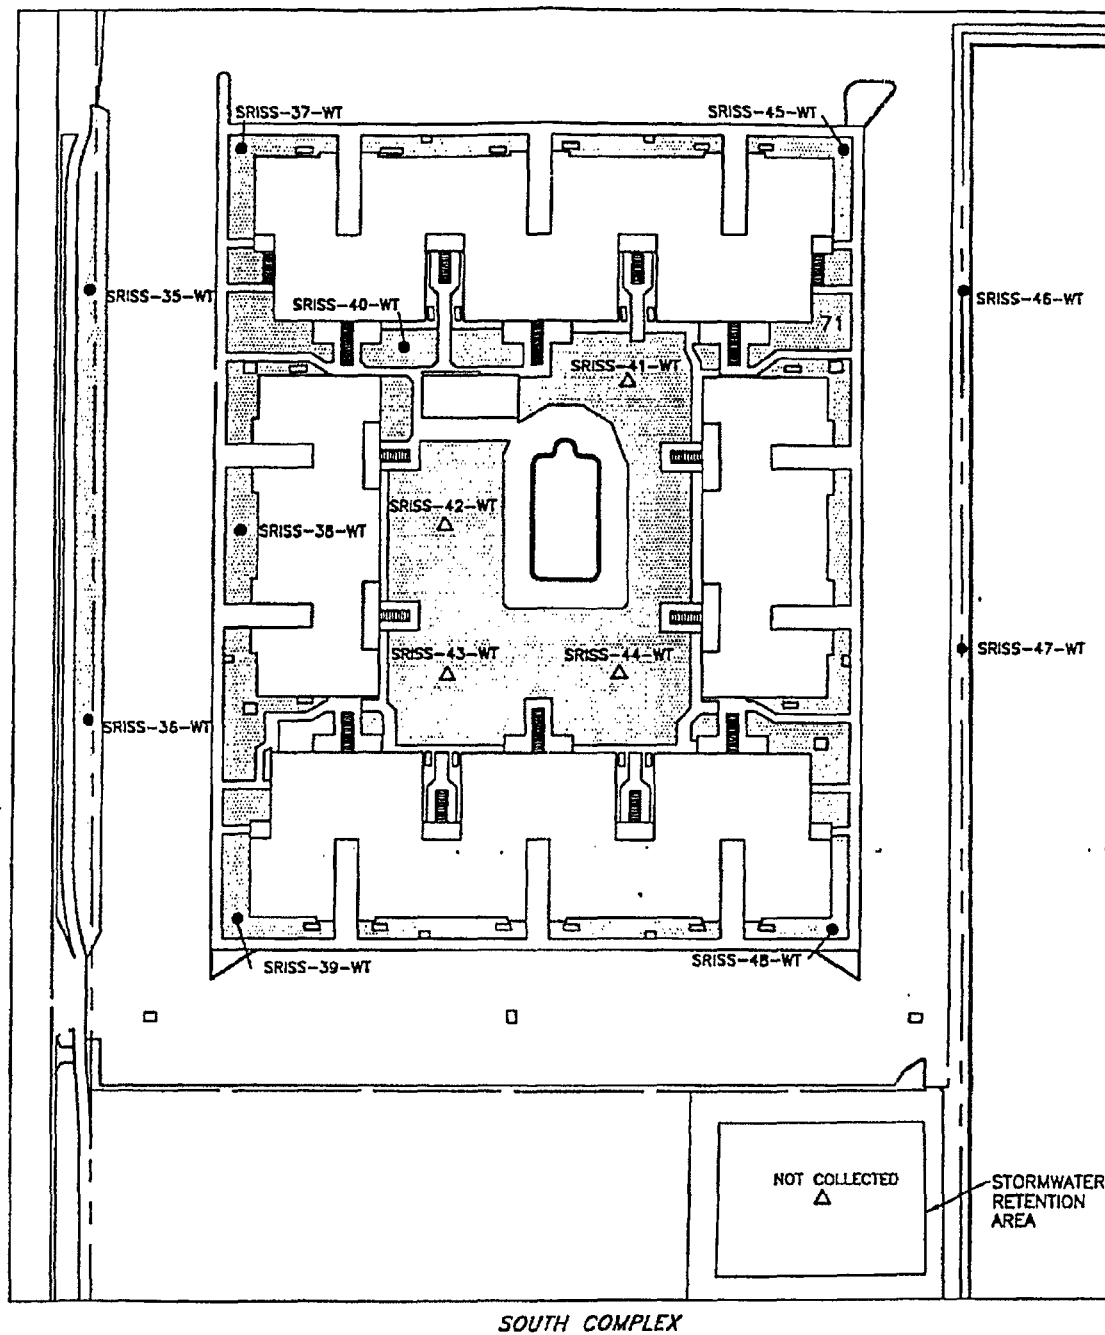 SRISS-37-WT
SRISS-45-WT
SRISS-35-WT
SRISS-40-WT
SRISS-46-WT
71
SRISS-41-WT
SRISS-42-WT
SRISS-38-WT
SRISS-43-WT
SRISS-44-WT
SRISS-47-WT
SRISS-36-WT
SRISS-39-WT
SRISS-48-WT
NOT COLLECTED
STORMWATER
RETENTION
AREA
SOUTH COMPLEX